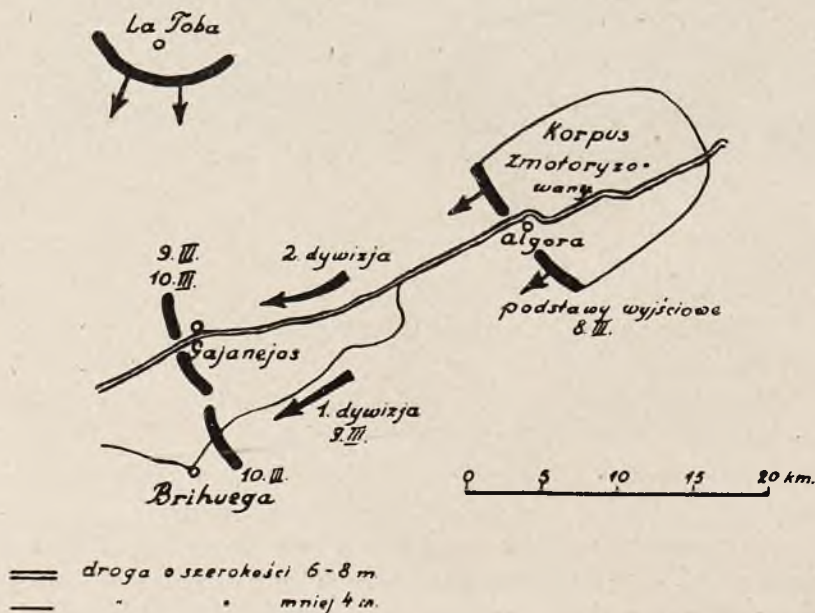 La Toba
Korpus
Zmotoryzo-
wany
algora
podstawy wyjściowe
8.III.
9.III.
10.III.
2. dywizja
Gajanejos
1. dywizja
9.III.
10.III.
Brihuega
0 5 10 15 20 km.
droga o szerokości 6-8 m.
" " mniej 4 m.